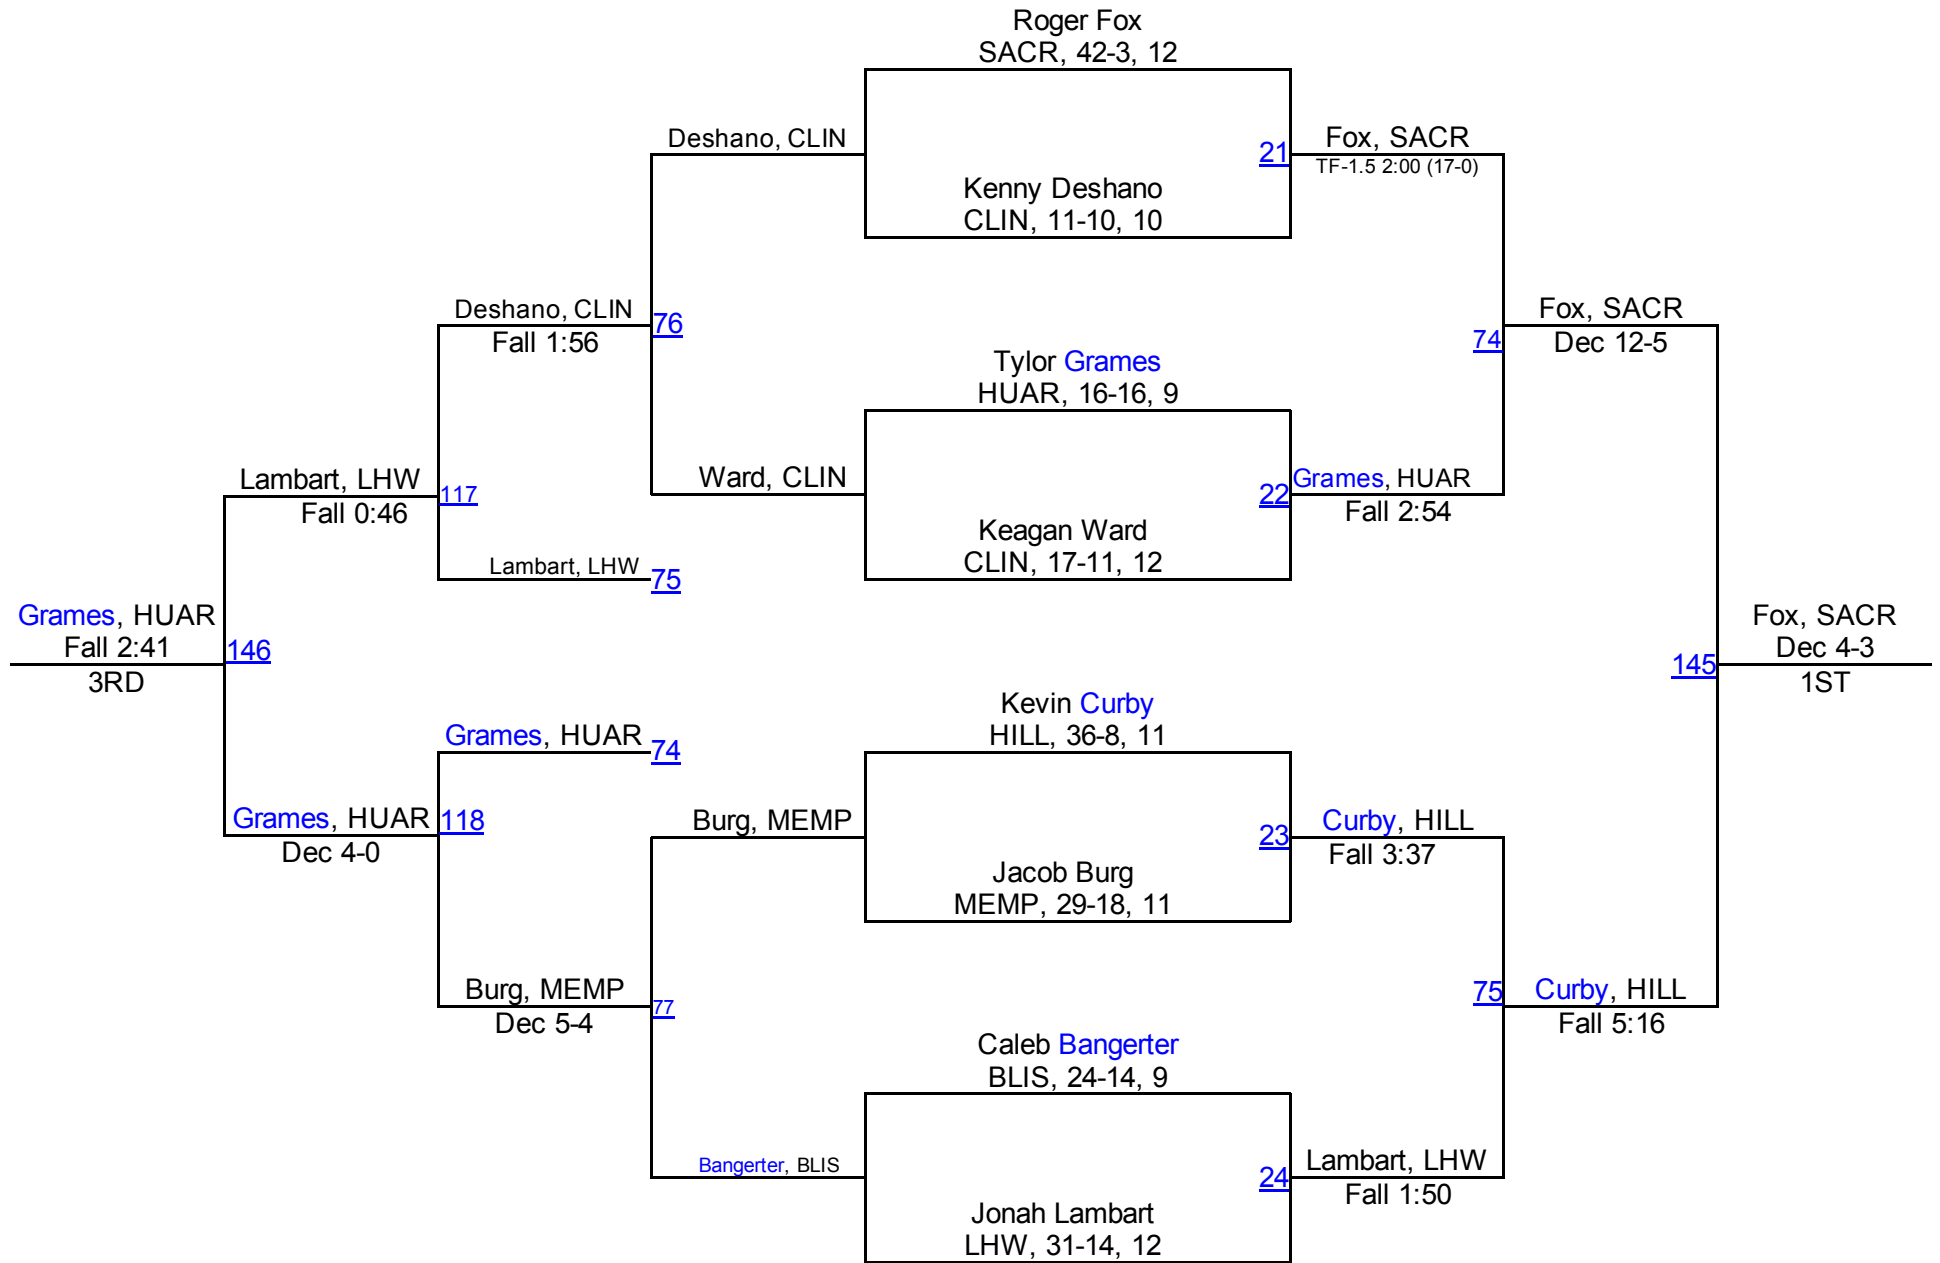 Roger Fox
SACR, 42-3, 12
Deshano, CLIN
21
Fox, SACR
TF-1.5 2:00 (17-0)
Kenny Deshano
CLIN, 11-10, 10
Deshano, CLIN
Fall 1:56
76
74
Fox, SACR
Dec 12-5
Tylor Grames
HUAR, 16-16, 9
Lambart, LHW
Fall 0:46
117
Ward, CLIN
22
Grames, HUAR
Fall 2:54
Keagan Ward
CLIN, 17-11, 12
Lambart, LHW
75
Grames, HUAR
Fall 2:41
3RD
146
145
Fox, SACR
Dec 4-3
1ST
Kevin Curby
HILL, 36-8, 11
Grames, HUAR
74
Grames, HUAR
Dec 4-0
118
Burg, MEMP
23
Curby, HILL
Fall 3:37
Jacob Burg
MEMP, 29-18, 11
Burg, MEMP
Dec 5-4
77
75
Curby, HILL
Fall 5:16
Caleb Bangerter
BLIS, 24-14, 9
Bangerter, BLIS
24
Lambart, LHW
Fall 1:50
Jonah Lambart
LHW, 31-14, 12